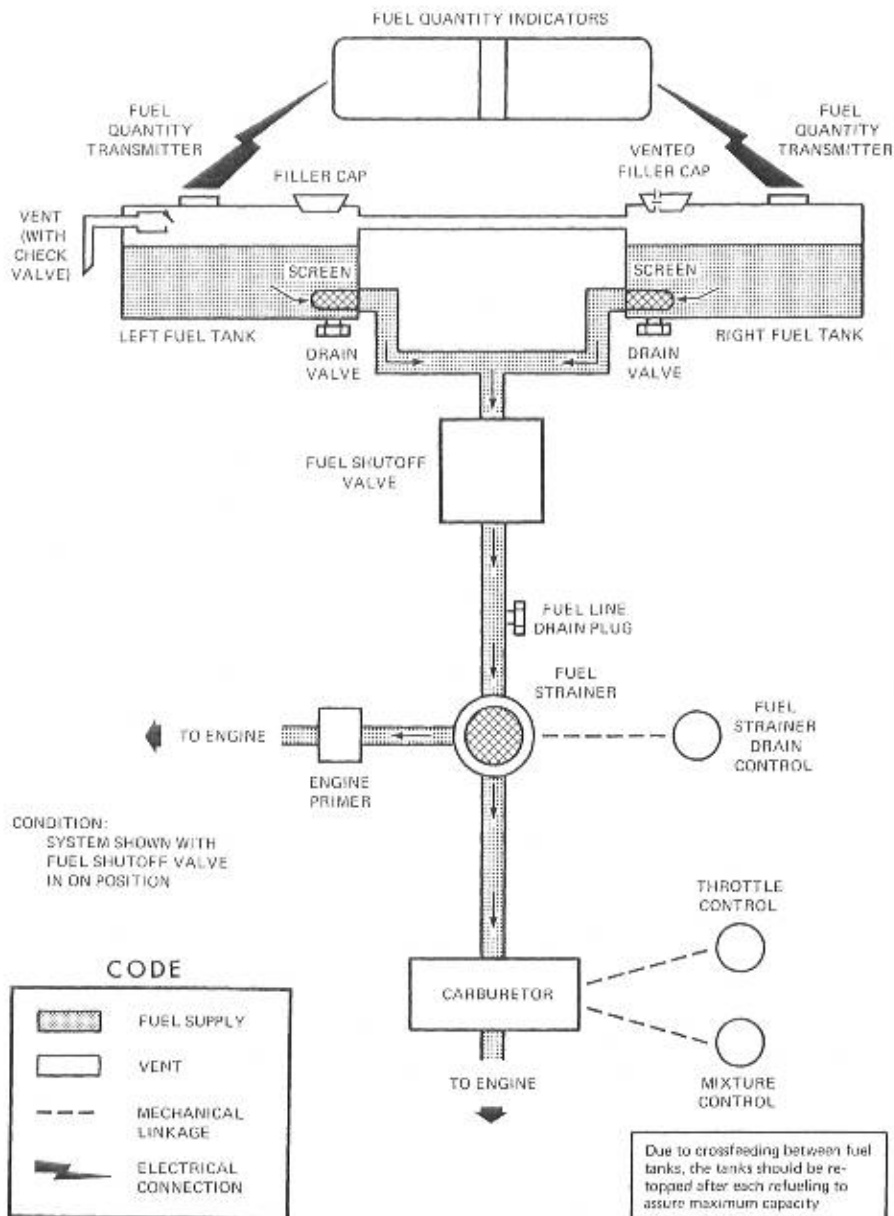 FUEL QUANTITY INDICATORS
FUEL
QUANTITY
TRANSMITTER
FUEL
QUANTITY
TRANSMITTER
FILLER CAP
VENTED
FILLER CAP
VENT
(WITH
CHECK
VALVE)
SCREEN
SCREEN
LEFT FUEL TANK
RIGHT FUEL TANK
DRAIN
VALVE
DRAIN
VALVE
FUEL SHUTOFF
VALVE
FUEL LINE
DRAIN PLUG
FUEL
STRAINER
TO ENGINE
ENGINE
PRIMER
FUEL
STRAINER
DRAIN
CONTROL
CONDITION:
SYSTEM SHOWN WITH
FUEL SHUTOFF VALVE
IN ON POSITION
THROTTLE
CONTROL
CARBURETOR
TO ENGINE
MIXTURE
CONTROL
CODE
FUEL SUPPLY
VENT
MECHANICAL
LINKAGE
ELECTRICAL
CONNECTION
Due to crossfeeding between fuel
tanks, the tanks should be re-
topped after each refueling to
assure maximum capacity